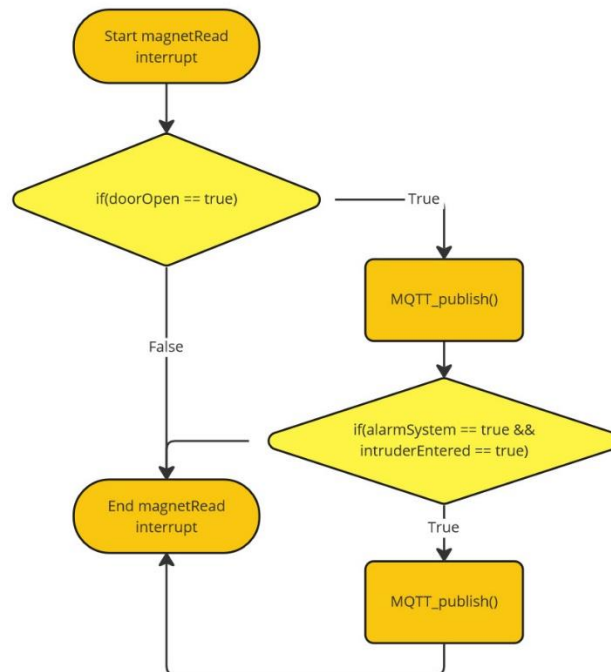 Start magnetRead
interrupt
if(doorOpen == true)
True
MQTT_publish()
False
if(alarmSystem == true &&
intruderEntered == true)
End magnetRead
interrupt
True
MQTT_publish()